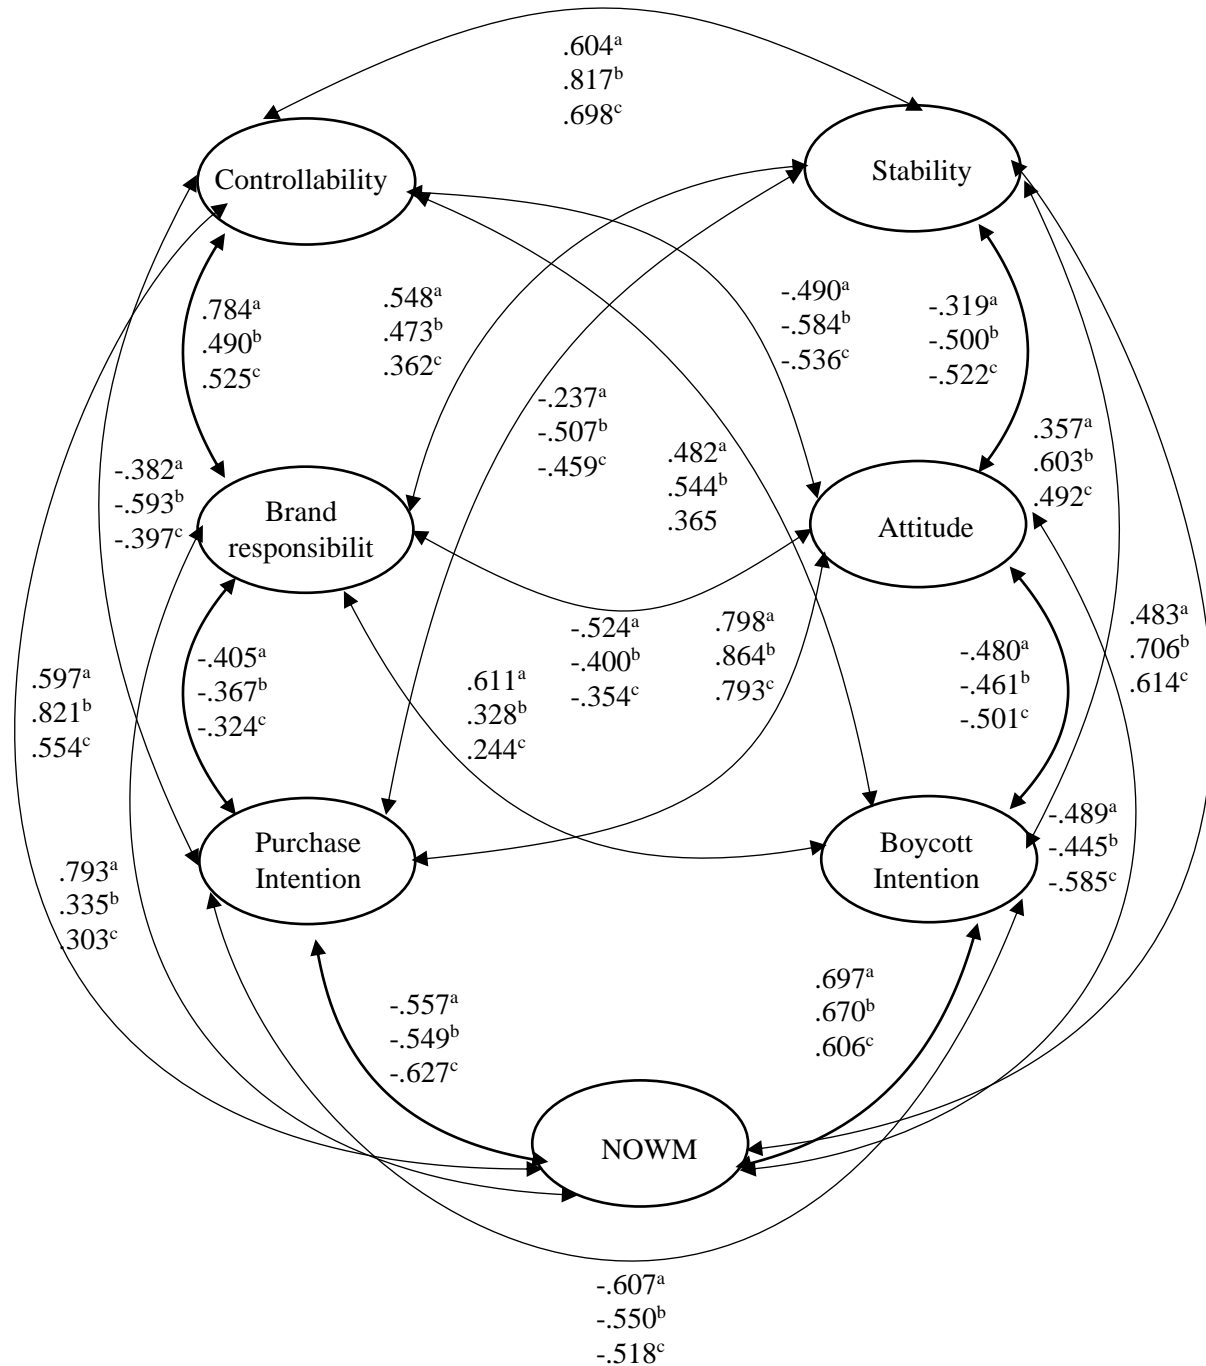 .604ᵃ
.817ᵇ
.698ᶜ
Controllability
Stability
.784ᵃ
.490ᵇ
.525ᶜ
.548ᵃ
.473ᵇ
.362ᶜ
-.490ᵃ
-.584ᵇ
-.536ᶜ
-.319ᵃ
-.500ᵇ
-.522ᶜ
-.237ᵃ
-.507ᵇ
-.459ᶜ
.482ᵃ
.544ᵇ
.365
.357ᵃ
.603ᵇ
.492ᶜ
-.382ᵃ
-.593ᵇ
-.397ᶜ
Brand
responsibilit
Attitude
-.524ᵃ
-.400ᵇ
-.354ᶜ
.798ᵃ
.864ᵇ
.793ᶜ
.483ᵃ
.706ᵇ
.614ᶜ
-.405ᵃ
-.367ᵇ
-.324ᶜ
-.480ᵃ
-.461ᵇ
-.501ᶜ
.597ᵃ
.821ᵇ
.554ᶜ
.611ᵃ
.328ᵇ
.244ᶜ
Purchase
Intention
Boycott
Intention
-.489ᵃ
-.445ᵇ
-.585ᶜ
.793ᵃ
.335ᵇ
.303ᶜ
-.557ᵃ
-.549ᵇ
-.627ᶜ
.697ᵃ
.670ᵇ
.606ᶜ
NOWM
-.607ᵃ
-.550ᵇ
-.518ᶜ